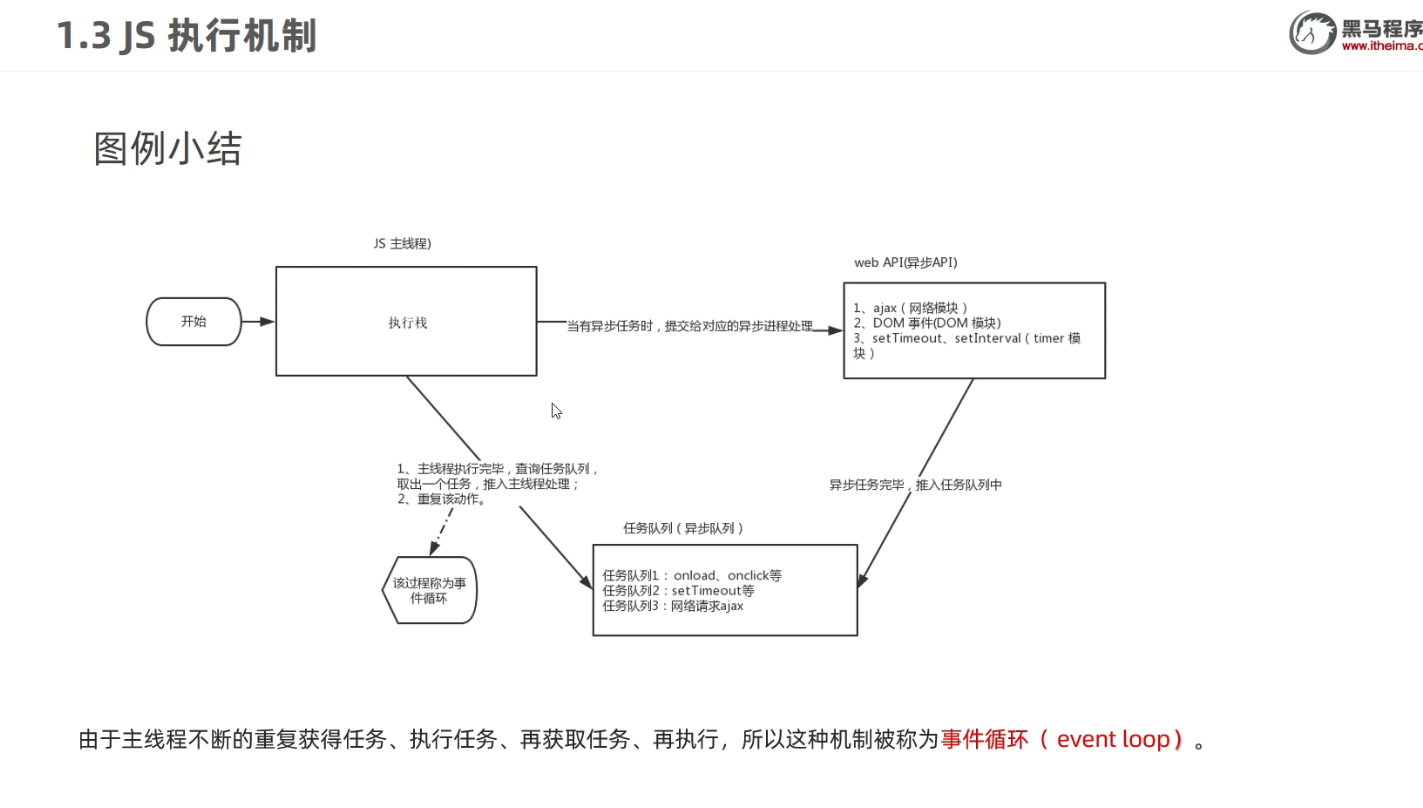 1.3 JS 执行机制
黑马程序
www.itheima.c
图例小结
JS 主线程)
web API(异步API)
开始
执行栈
当有异步任务时，提交给对应的异步进程处理
1、ajax（网络模块）
2、DOM 事件(DOM 模块)
3、setTimeout、setInterval（timer 模
块）
1、主线程执行完毕，查询任务队列，
取出一个任务，推入主线程处理；
2、重复该动作。
异步任务完毕，推入任务队列中
任务队列（异步队列）
该过程称为事
件循环
任务队列1： onload、onclick等
任务队列2：setTimeout等
任务队列3：网络请求ajax
由于主线程不断的重复获得任务、执行任务、再获取任务、再执行，所以这种机制被称为事件循环（ event loop）。